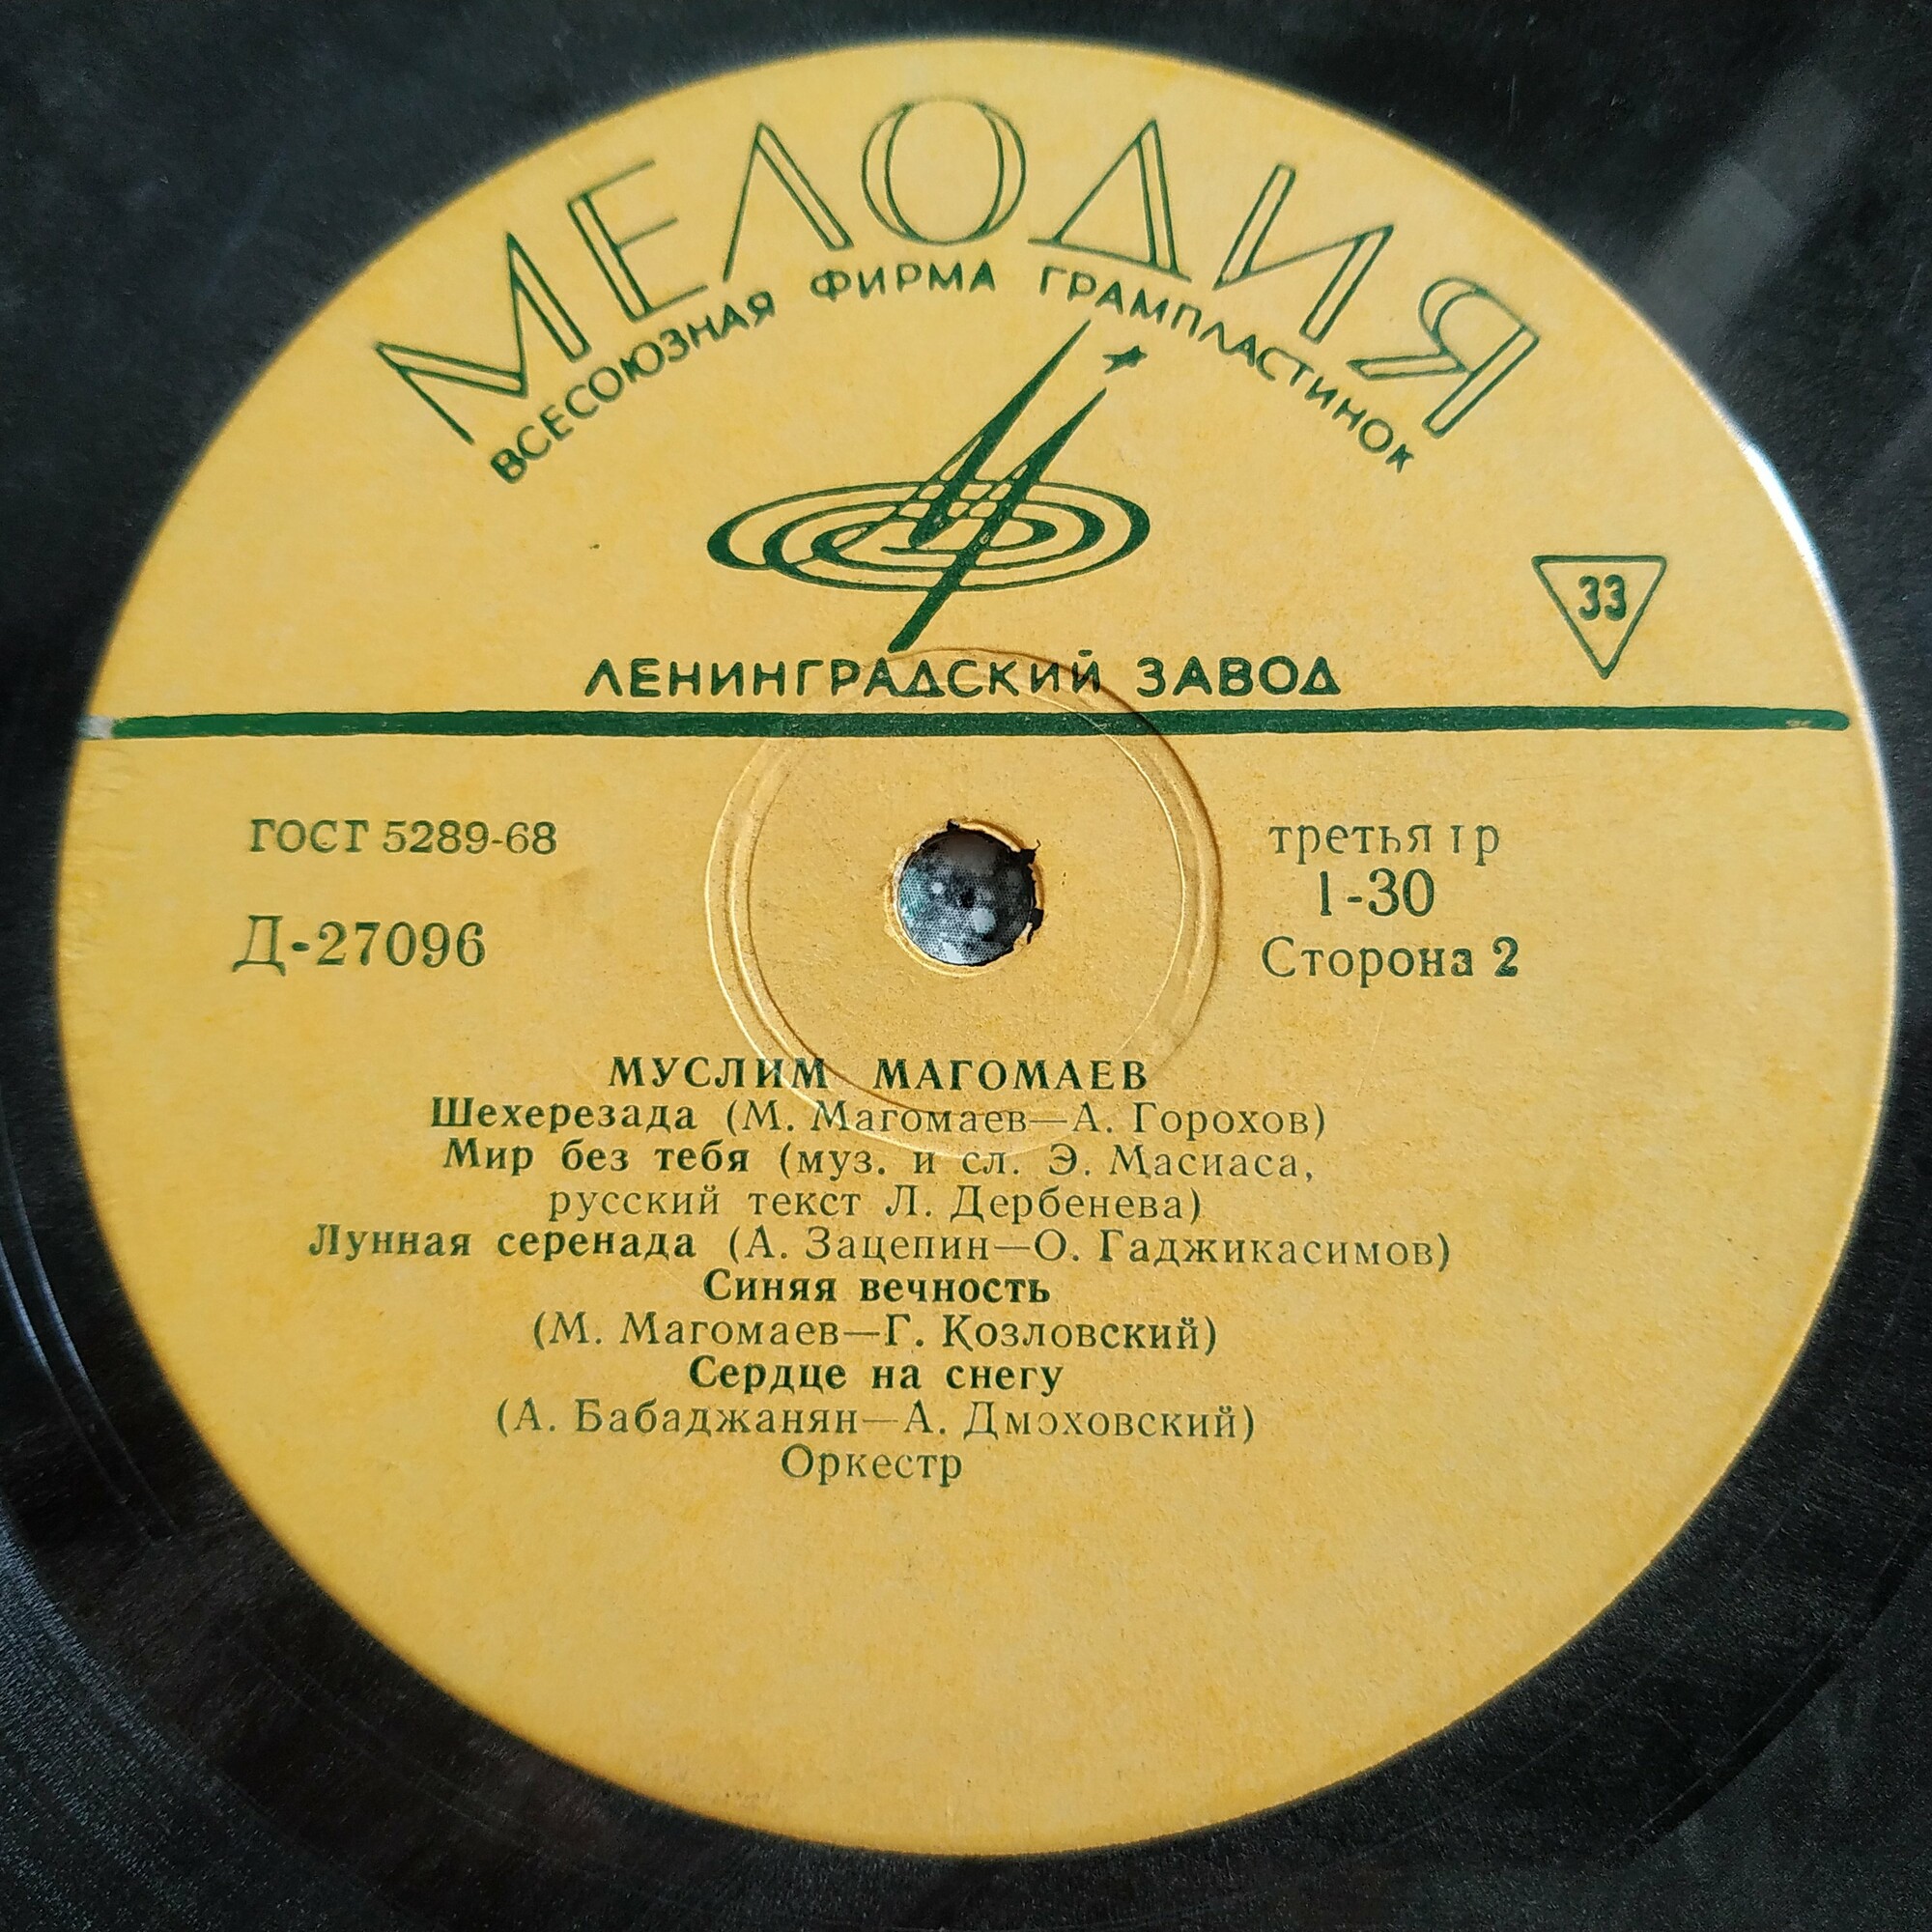 МЕЛОДИЯ
ВСЕСОЮЗНАЯ ФИРМА ГРАМПЛАСТИНОК
33
ЛЕНИНГРАДСКИЙ ЗАВОД
ГОСТ 5289-68
третья гр
1-30
Д-27096
Сторона 2
МУСЛИМ МАГОМАЕВ
Шехерезада (М. Магомаев—А. Горохов)
Мир без тебя (муз. и сл. Э. Масиаса,
русский текст Л. Дербенева)
Лунная серенада (А. Зацепин—О. Гаджикасимов)
Синяя вечность
(М. Магомаев—Г. Козловский)
Сердце на снегу
(А. Бабаджанян—А. Дмоховский)
Оркестр